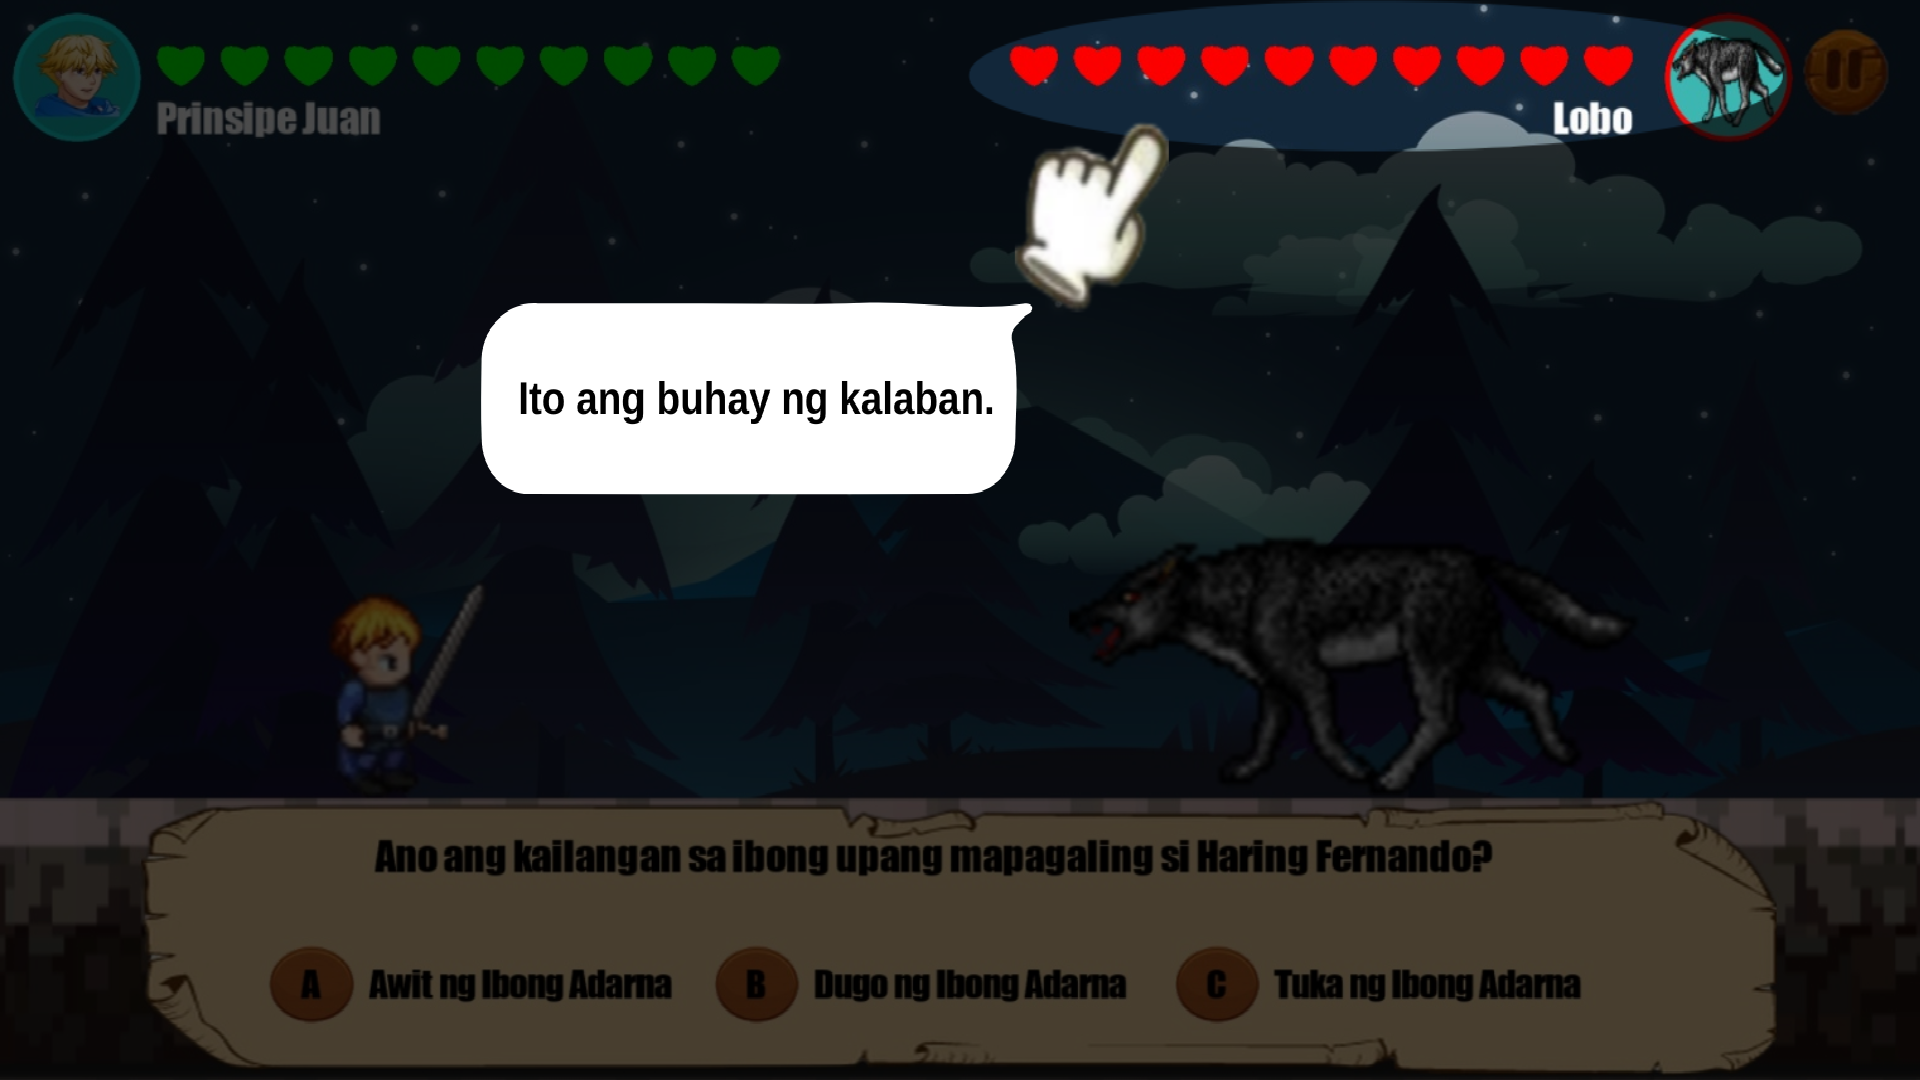 Prinsipe Juan
Lobo
Ito ang buhay ng kalaban.
Ano ang kailangan sa ibong upang mapagaling si Haring Fernando?
A Awit ng Ibong Adarna
B Dugo ng Ibong Adarna
C Tuka ng Ibong Adarna